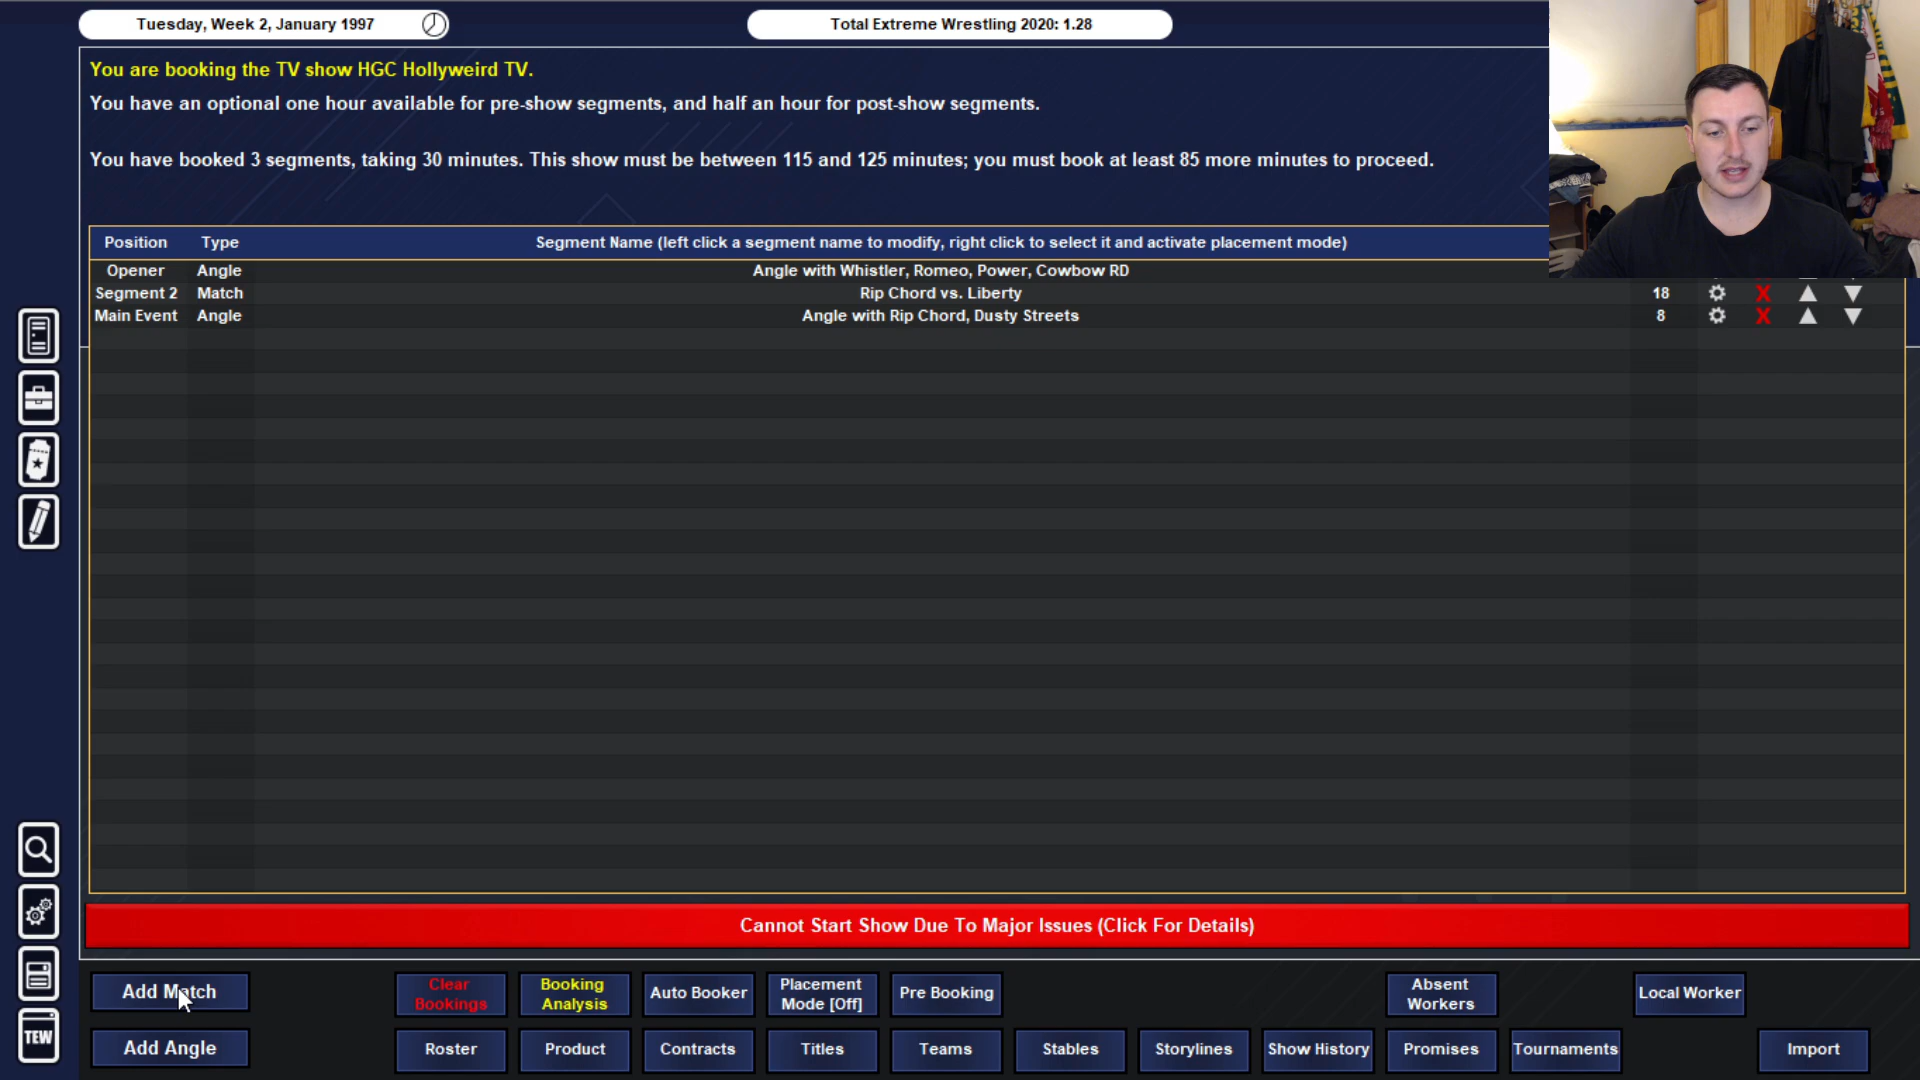 Tuesday, Week 2, January 1997
Total Extreme Wrestling 2020: 1.28
You are booking the TV show HGC Hollyweird TV.
You have an optional one hour available for pre-show segments, and half an hour for post-show segments.
You have booked 3 segments, taking 30 minutes. This show must be between 115 and 125 minutes; you must book at least 85 more minutes to proceed.
Position Type Segment Name (left click a segment name to modify, right click to select it and activate placement mode)
Opener Angle Angle with Whistler, Romeo, Power, Cowbow RD
Segment 2 Match Rip Chord vs. Liberty 18 X
Main Event Angle Angle with Rip Chord, Dusty Streets 8 X
Cannot Start Show Due To Major Issues (Click For Details)
Add Match
Clear Bookings
Booking Analysis
Auto Booker
Placement Mode [Off]
Pre Booking
Absent Workers
Local Worker
TEW
Add Angle
Roster
Product
Contracts
Titles
Teams
Stables
Storylines
Show History
Promises
Tournaments
Import